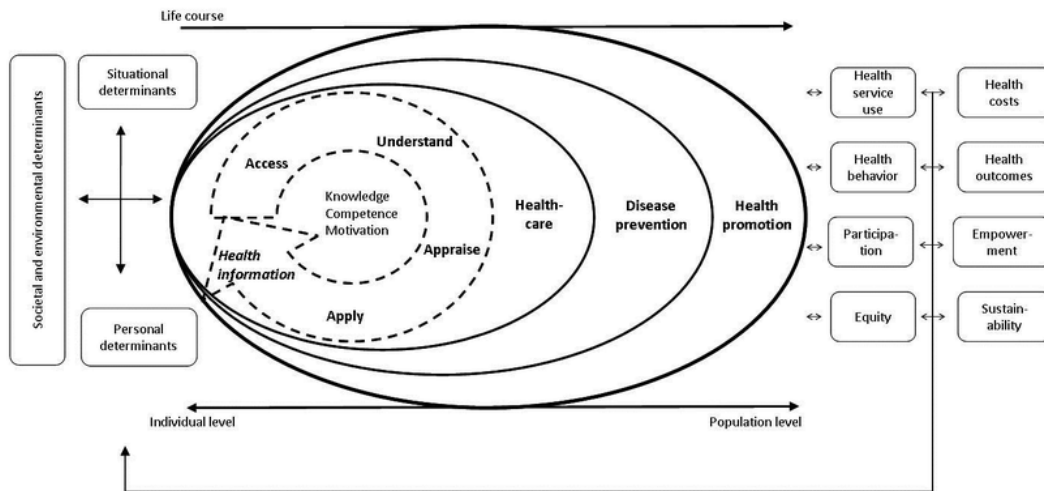 Life course
Societal and environmental determinants
Situational
determinants
Personal
determinants
Access
Understand
Knowledge
Competence
Motivation
Health
information
Appraise
Apply
Health-
care
Disease
prevention
Health
promotion
Individual level
Population level
Health
service
use
Health
costs
Health
behavior
Health
outcomes
Participa-
tion
Empower-
ment
Equity
Sustain-
ability